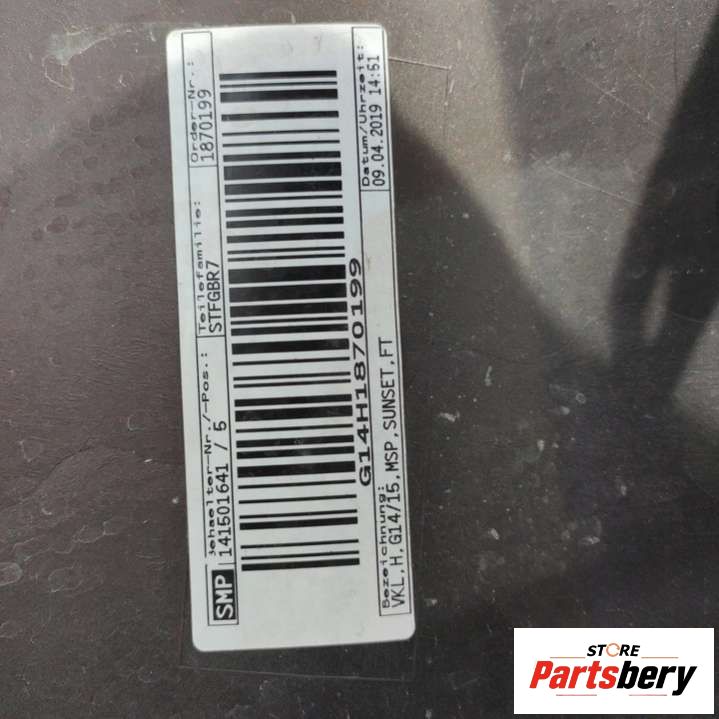 Order-Nr.:
1870199
Teilefamilie:
STFGBR7
Behaelter-Nr./-Pos.:
SMP
141501641 / 5
G14H1870199
Datum/Uhrzeit:
09.04.2019 14:51
Bezeichnung:
VKL,H,G14/15,MSP,SUNSET,FT
STORE
Partsbery